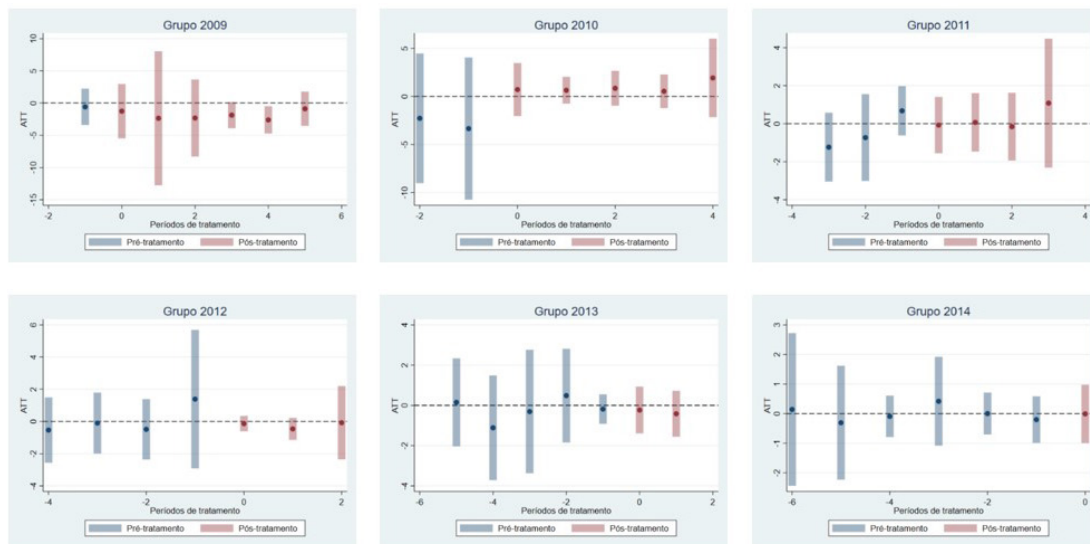 Grupo 2009
ATT
10
5
0
-5
-10
-15
-2 0 2 4 6
Períodos de tratamento
Pré-tratamento Pós-tratamento
Grupo 2010
ATT
5
0
-5
-10
-2 0 2 4
Períodos de tratamento
Pré-tratamento Pós-tratamento
Grupo 2011
ATT
4
2
0
-2
-4
-4 -2 0 2 4
Períodos de tratamento
Pré-tratamento Pós-tratamento
Grupo 2012
ATT
6
4
2
0
-2
-4
-4 -2 0 2
Períodos de tratamento
Pré-tratamento Pós-tratamento
Grupo 2013
ATT
4
2
0
-2
-4
-6 -4 -2 0 2
Períodos de tratamento
Pré-tratamento Pós-tratamento
Grupo 2014
ATT
3
2
1
0
-1
-2
-6 -4 -2 0
Períodos de tratamento
Pré-tratamento Pós-tratamento